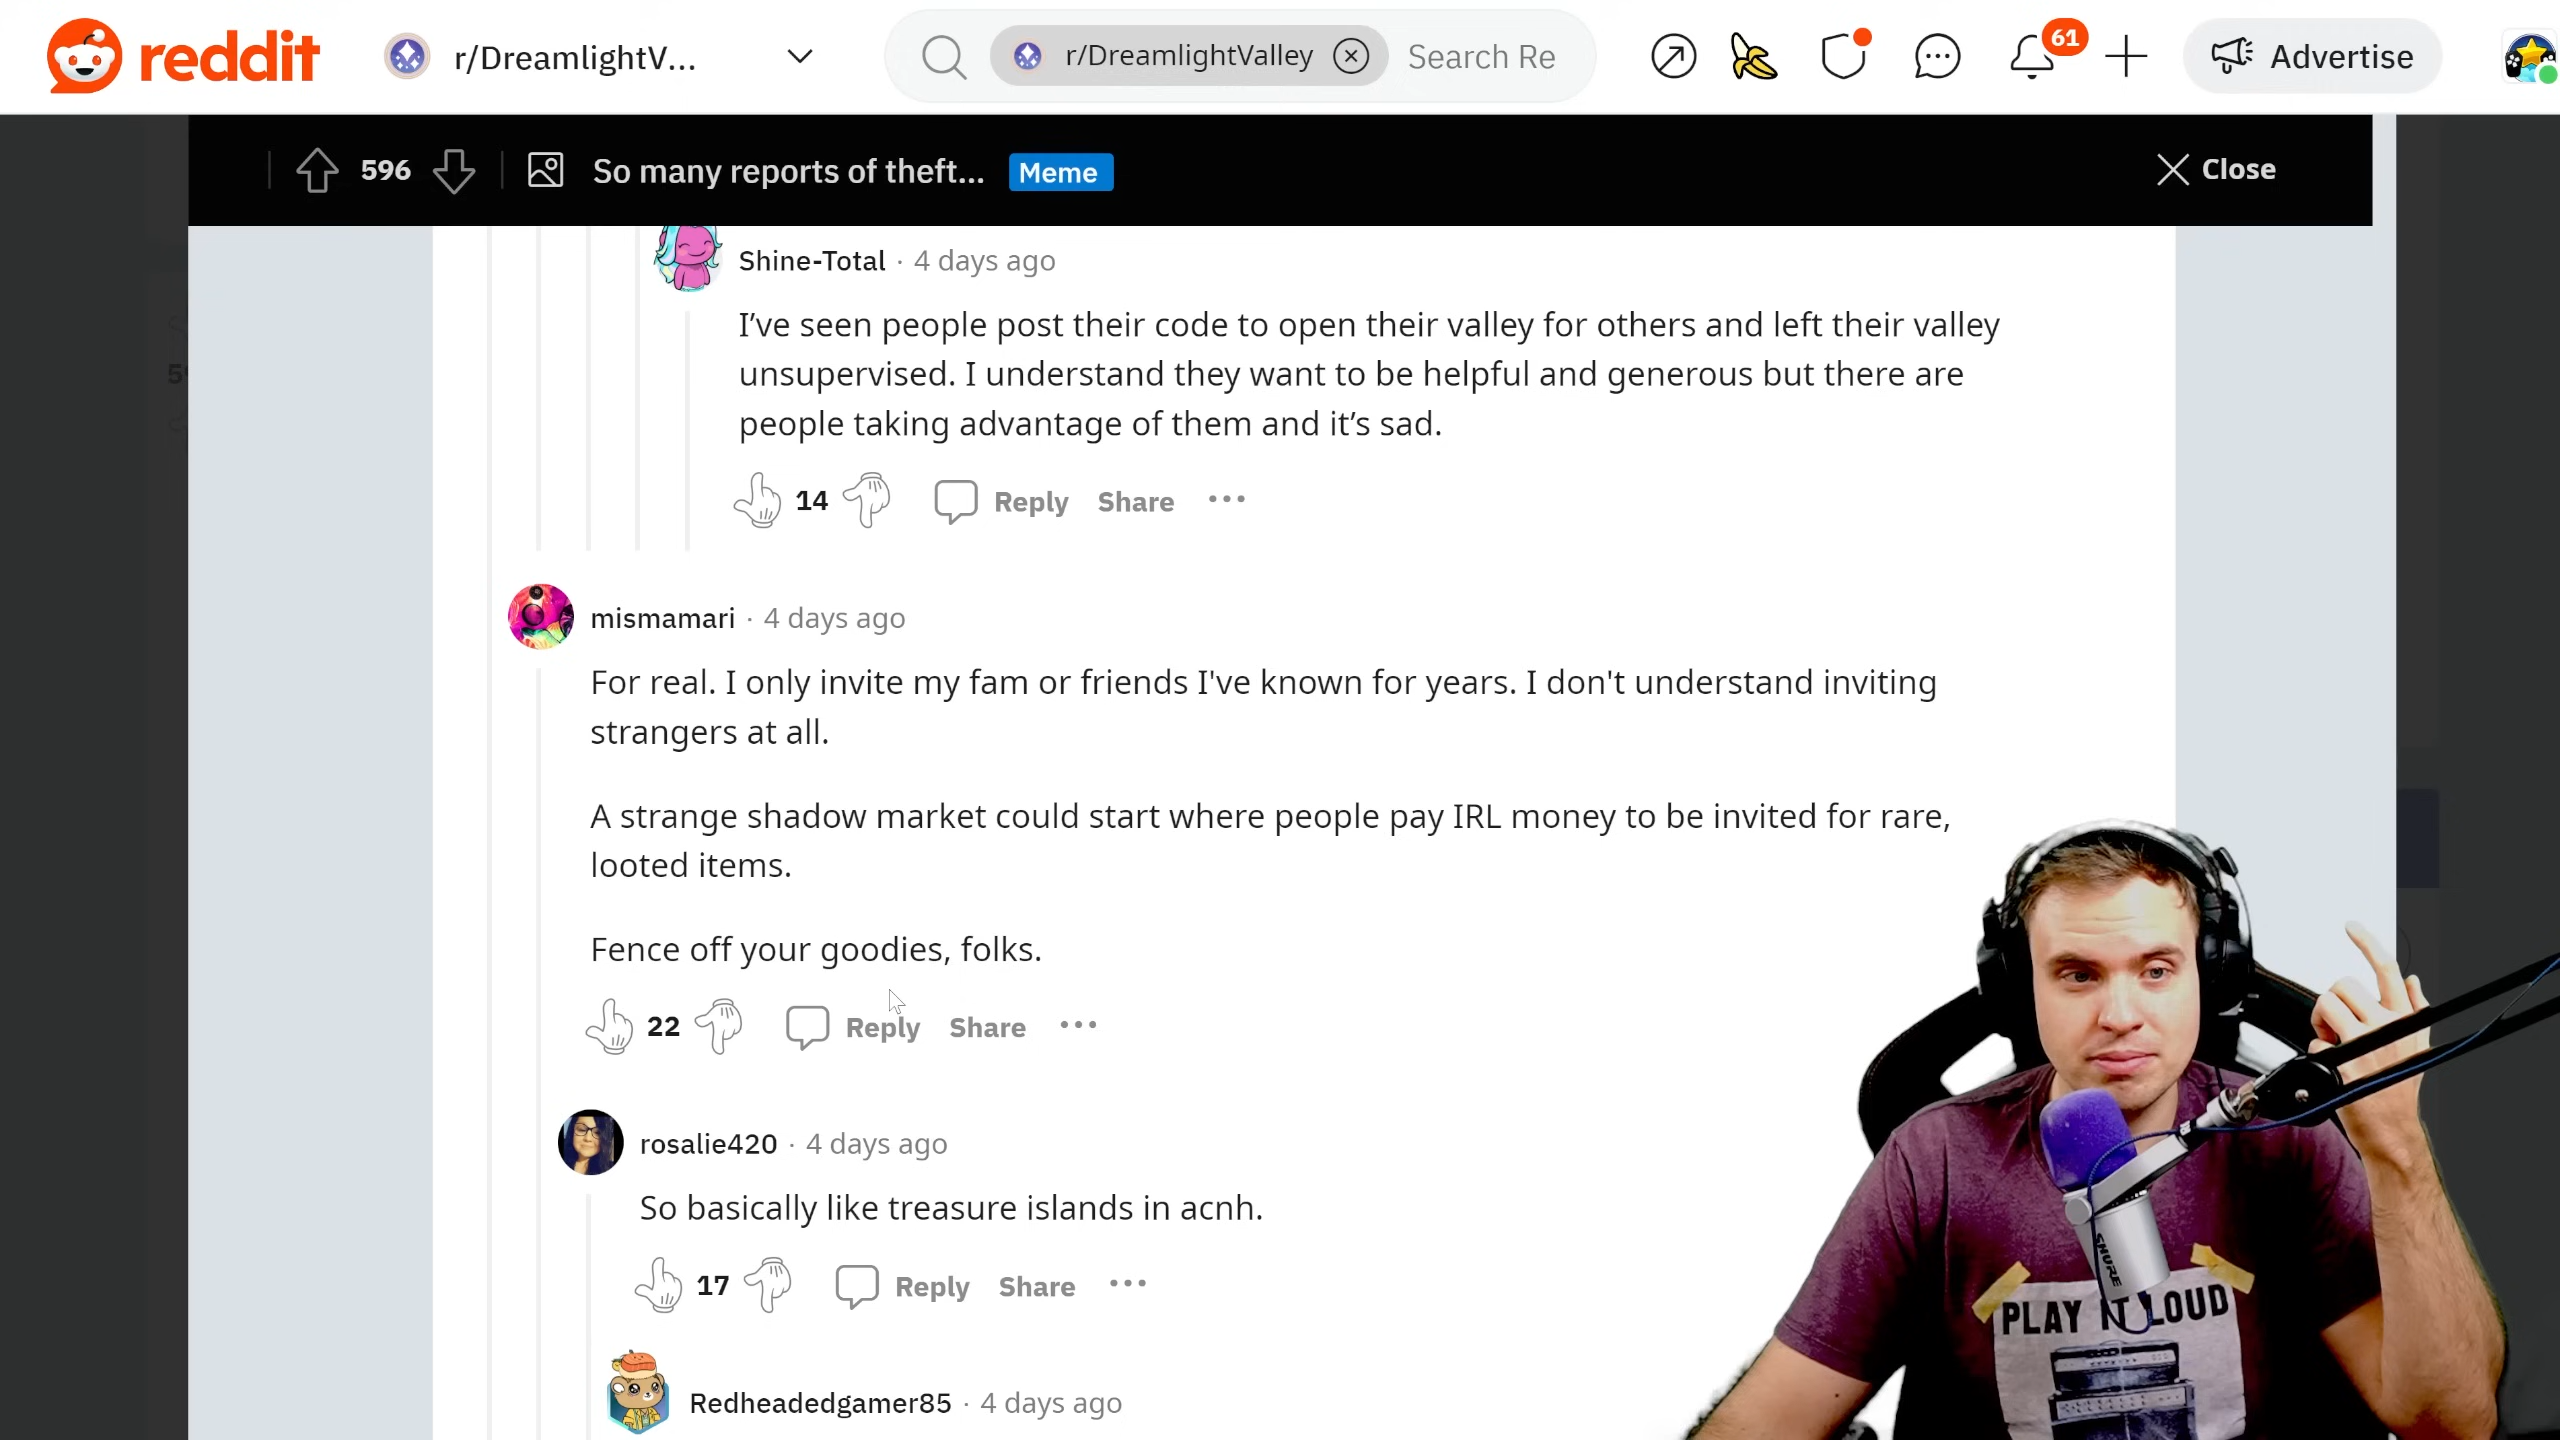 reddit
r/DreamlightV...
r/DreamlightValley
Search Re
61
Advertise
596
So many reports of theft...
Meme
Close
Shine-Total · 4 days ago
I’ve seen people post their code to open their valley for others and left their valley
unsupervised. I understand they want to be helpful and generous but there are
people taking advantage of them and it’s sad.
14
Reply
Share
mismamari · 4 days ago
For real. I only invite my fam or friends I've known for years. I don't understand inviting
strangers at all.
A strange shadow market could start where people pay IRL money to be invited for rare,
looted items.
Fence off your goodies, folks.
22
Reply
Share
rosalie420 · 4 days ago
So basically like treasure islands in acnh.
17
Reply
Share
Redheadedgamer85 · 4 days ago
SHURE
PLAY IT LOUD